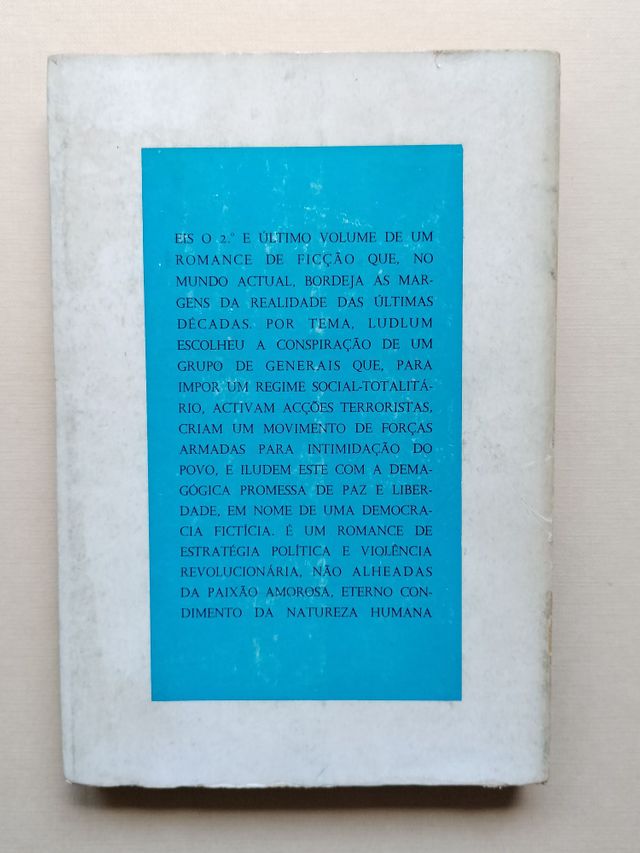 EIS O 2.º E ÚLTIMO VOLUME DE UM
ROMANCE DE FICÇÃO QUE, NO
MUNDO ACTUAL, BORDEJA AS MAR-
GENS DA REALIDADE DAS ÚLTIMAS
DÉCADAS. POR TEMA, LUDLUM
ESCOLHEU A CONSPIRAÇÃO DE UM
GRUPO DE GENERAIS QUE, PARA
IMPOR UM REGIME SOCIAL-TOTALITÁ-
RIO, ACTIVAM ACÇÕES TERRORISTAS,
CRIAM UM MOVIMENTO DE FORÇAS
ARMADAS PARA INTIMIDAÇÃO DO
POVO, E ILUDEM ESTE COM A DEMA-
GÓGICA PROMESSA DE PAZ E LIBER-
DADE, EM NOME DE UMA DEMOCRA-
CIA FICTÍCIA. É UM ROMANCE DE
ESTRATÉGIA POLÍTICA E VIOLÊNCIA
REVOLUCIONÁRIA, NÃO ALHEADAS
DA PAIXÃO AMOROSA, ETERNO CON-
DIMENTO DA NATUREZA HUMANA